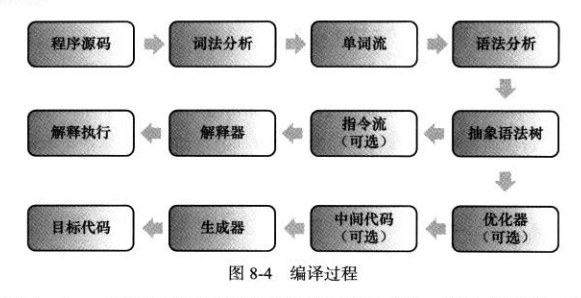 程序源码
词法分析
单词流
语法分析
解释执行
解释器
指令流
(可选)
抽象语法树
目标代码
生成器
中间代码
(可选)
优化器
(可选)
图 8-4 编译过程